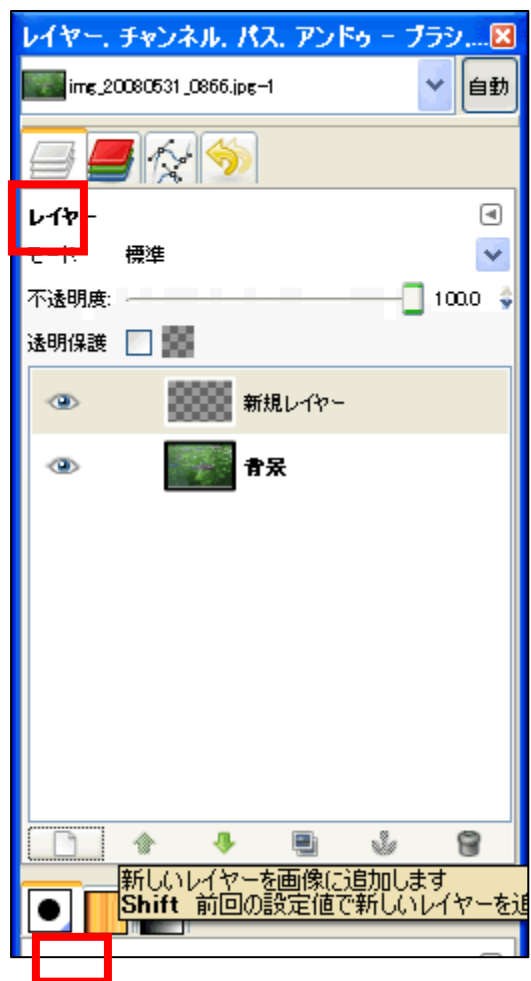 レイヤー, チャンネル, パス, アンドゥ - ブラシ,...
img_20080531_0866.jpg-1
自動
レイヤー
モード: 標準
不透明度: 100.0
透明保護
新規レイヤー
背景
新しいレイヤーを画像に追加します
Shift 前回の設定値で新しいレイヤーを追